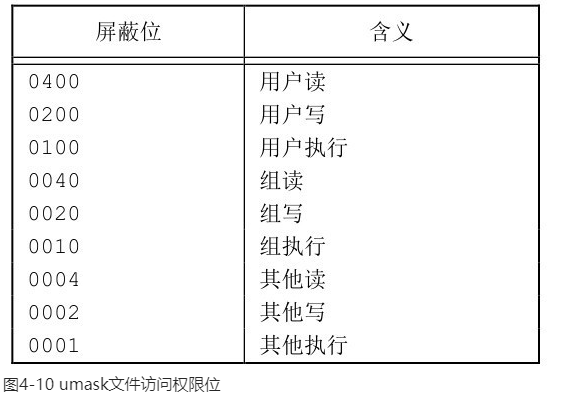 屏蔽位 含义
0400 用户读
0200 用户写
0100 用户执行
0040 组读
0020 组写
0010 组执行
0004 其他读
0002 其他写
0001 其他执行
图4-10 umask文件访问权限位